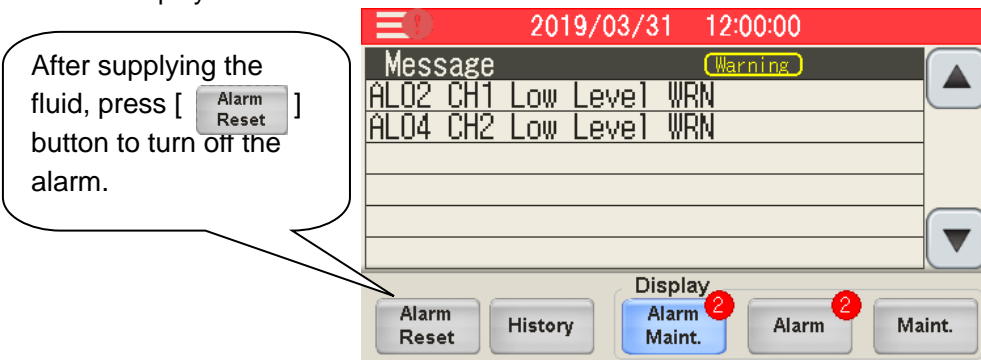 After supplying the
fluid, press [ Alarm Reset ]
button to turn off the
alarm.
2019/03/31 12:00:00
Message Warning
AL02 CH1 Low Level WRN
AL04 CH2 Low Level WRN
Display
Alarm Reset
History
Alarm Maint.
2
Alarm
2
Maint.